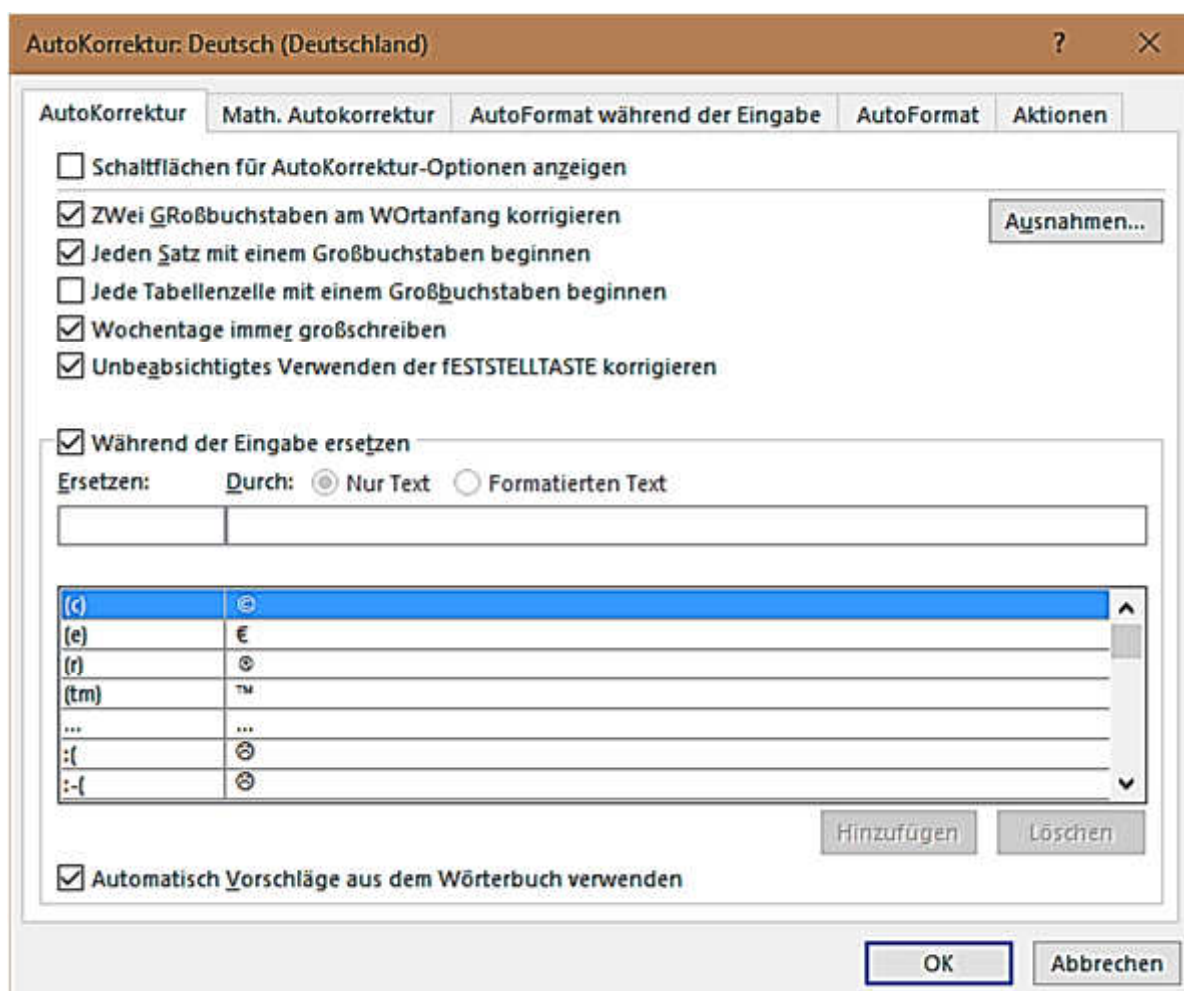 AutoKorrektur: Deutsch (Deutschland) ?
AutoKorrektur Math. Autokorrektur AutoFormat während der Eingabe AutoFormat Aktionen
Schaltflächen für AutoKorrektur-Optionen anzeigen
ZWei GRoßbuchstaben am WOrtanfang korrigieren Ausnahmen...
Jeden Satz mit einem Großbuchstaben beginnen
Jede Tabellenzelle mit einem Großbuchstaben beginnen
Wochentage immer großschreiben
Unbeabsichtigtes Verwenden der fESTSTELLTASTE korrigieren
Während der Eingabe ersetzen
Ersetzen: Durch: Nur Text Formatierten Text
(c) ©
(e) €
(r) ®
(tm) ™
... ...
:( ☹
:-( ☹
Hinzufügen Löschen
Automatisch Vorschläge aus dem Wörterbuch verwenden
OK Abbrechen